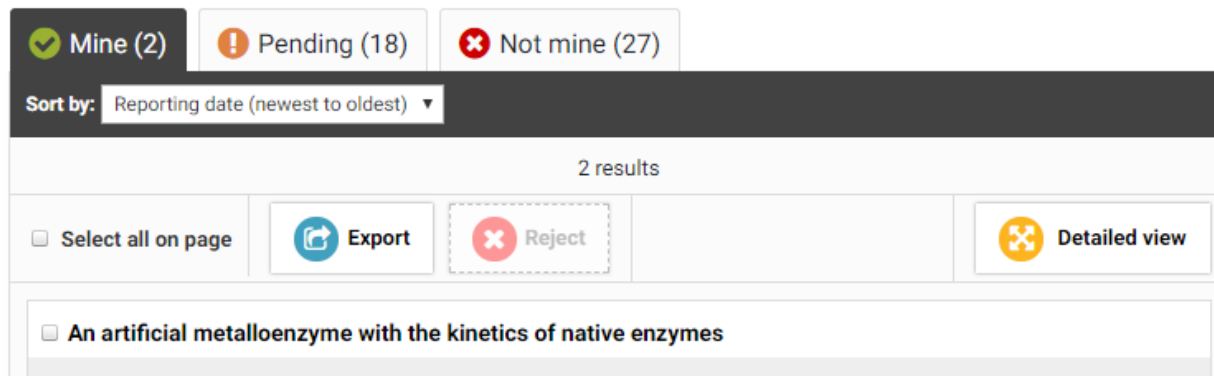 Mine (2) Pending (18) Not mine (27)
Sort by: Reporting date (newest to oldest)
2 results
Select all on page Export Reject Detailed view
An artificial metalloenzyme with the kinetics of native enzymes